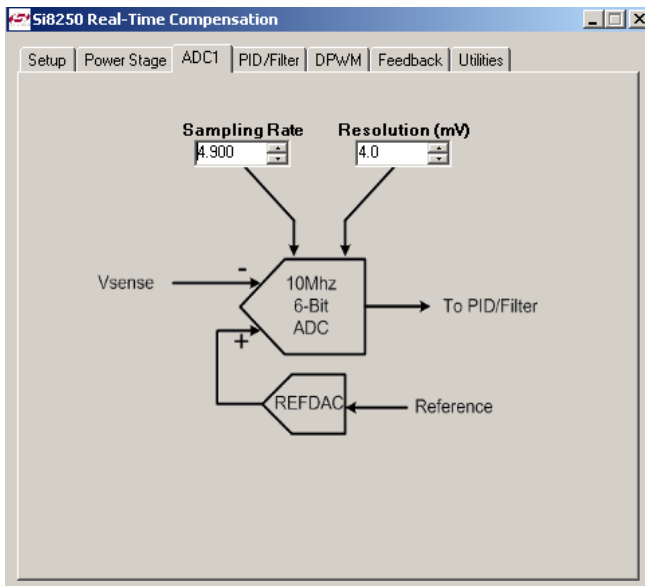 Si8250 Real-Time Compensation
Setup Power Stage ADC1 PID/Filter DPWM Feedback Utilities
Sampling Rate Resolution (mV)
4.900 4.0
Vsense - 10Mhz
6-Bit To PID/Filter
ADC
+
REFDAC Reference